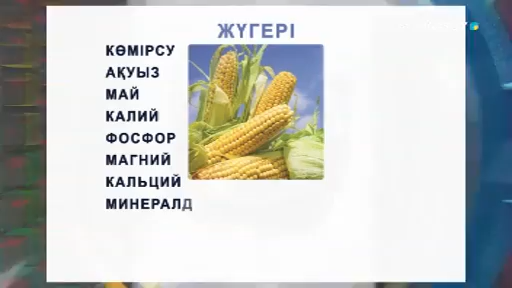 ЖҮГЕРІ
КӨМІРСУ
АҚУЫЗ
МАЙ
КАЛИЙ
ФОСФОР
МАГНИЙ
КАЛЬЦИЙ
МИНЕРАЛД